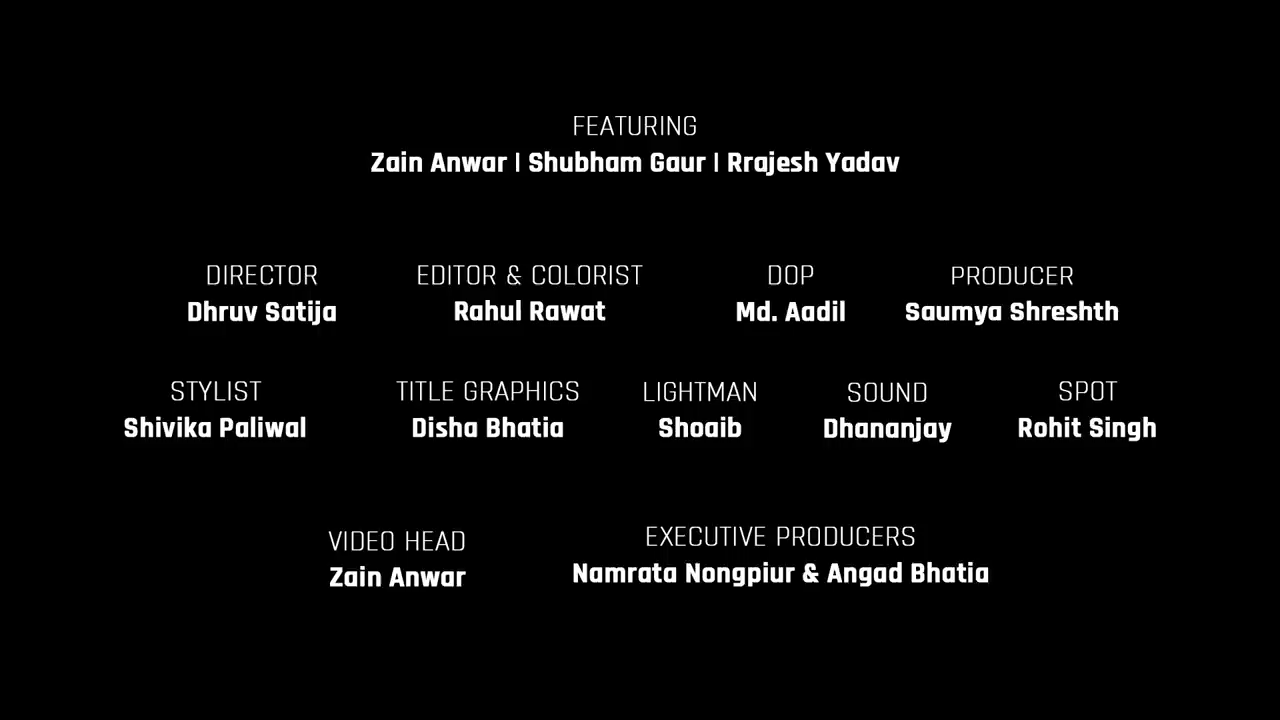 FEATURING
Zain Anwar | Shubham Gaur | Rrajesh Yadav
DIRECTOR EDITOR & COLORIST DOP PRODUCER
Dhruv Satija Rahul Rawat Md. Aadil Saumya Shreshth
STYLIST TITLE GRAPHICS LIGHTMAN SOUND SPOT
Shivika Paliwal Disha Bhatia Shoaib Dhananjay Rohit Singh
VIDEO HEAD EXECUTIVE PRODUCERS
Zain Anwar Namrata Nongpiur & Angad Bhatia